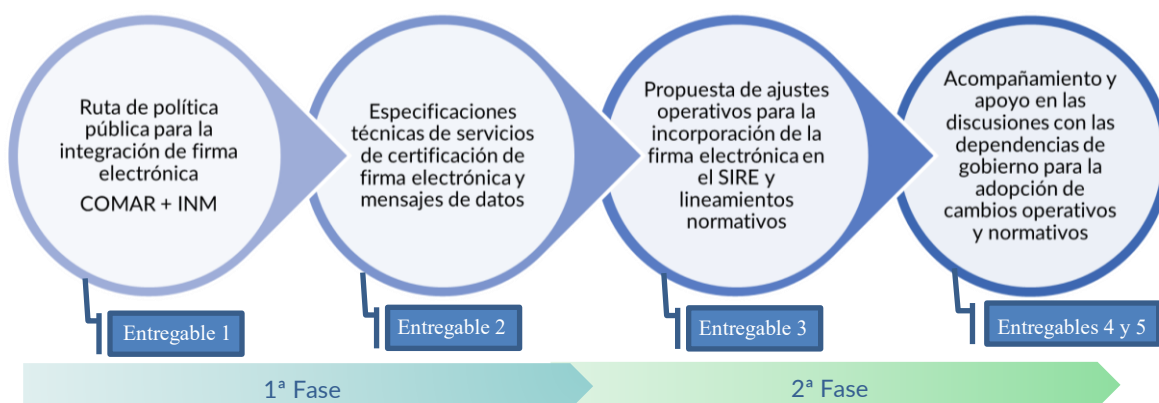 Ruta de política
pública para la
integración de firma
electrónica
COMAR + INM
Especificaciones
técnicas de servicios
de certificación de
firma electrónica y
mensajes de datos
Propuesta de ajustes
operativos para la
incorporación de la
firma electrónica en
el SIRE y
lineamientos
normativos
Acompañamiento y
apoyo en las
discusiones con las
dependencias de
gobierno para la
adopción de
cambios operativos
y normativos
Entregable 1
Entregable 2
Entregable 3
Entregables 4 y 5
1ª Fase
2ª Fase